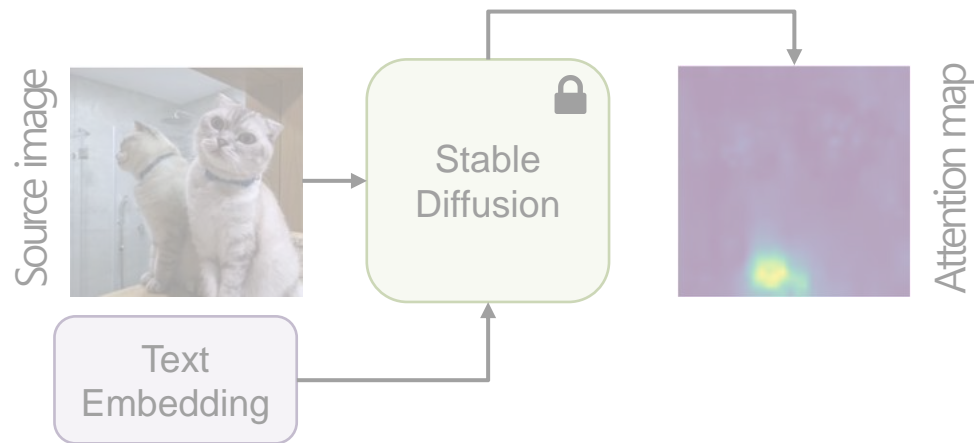 Source image
Stable
Diffusion
Attention map
Text
Embedding